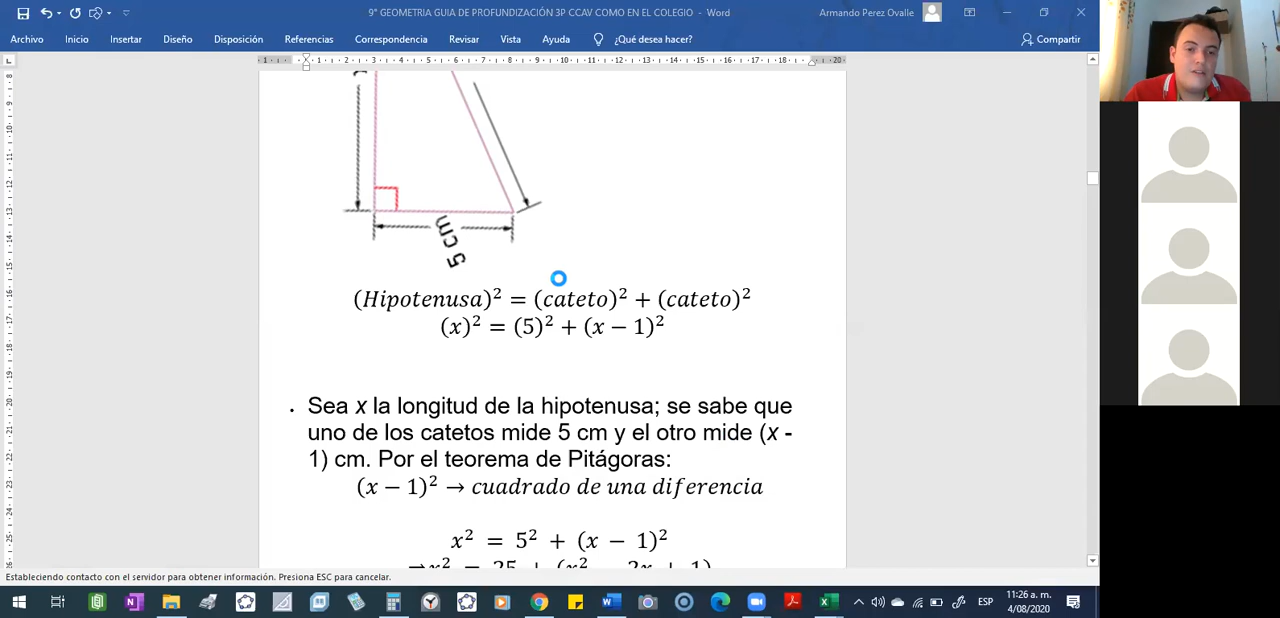 9° GEOMETRIA GUIA DE PROFUNDIZACIÓN 3P CCAV COMO EN EL COLEGIO - Word
Armando Perez Ovalle
Archivo Inicio Insertar Diseño Disposición Referencias Correspondencia Revisar Vista Ayuda ¿Qué desea hacer? Compartir
5 cm
(Hipotenusa)² = (cateto)² + (cateto)²
(x)² = (5)² + (x − 1)²
• Sea x la longitud de la hipotenusa; se sabe que
uno de los catetos mide 5 cm y el otro mide (x -
1) cm. Por el teorema de Pitágoras:
(x − 1)² → cuadrado de una diferencia
x² = 5² + (x − 1)²
→x² = 25 + (x² − 2x + 1)
Estableciendo contacto con el servidor para obtener información. Presiona ESC para cancelar.
ESP
11:26 a. m.
4/08/2020